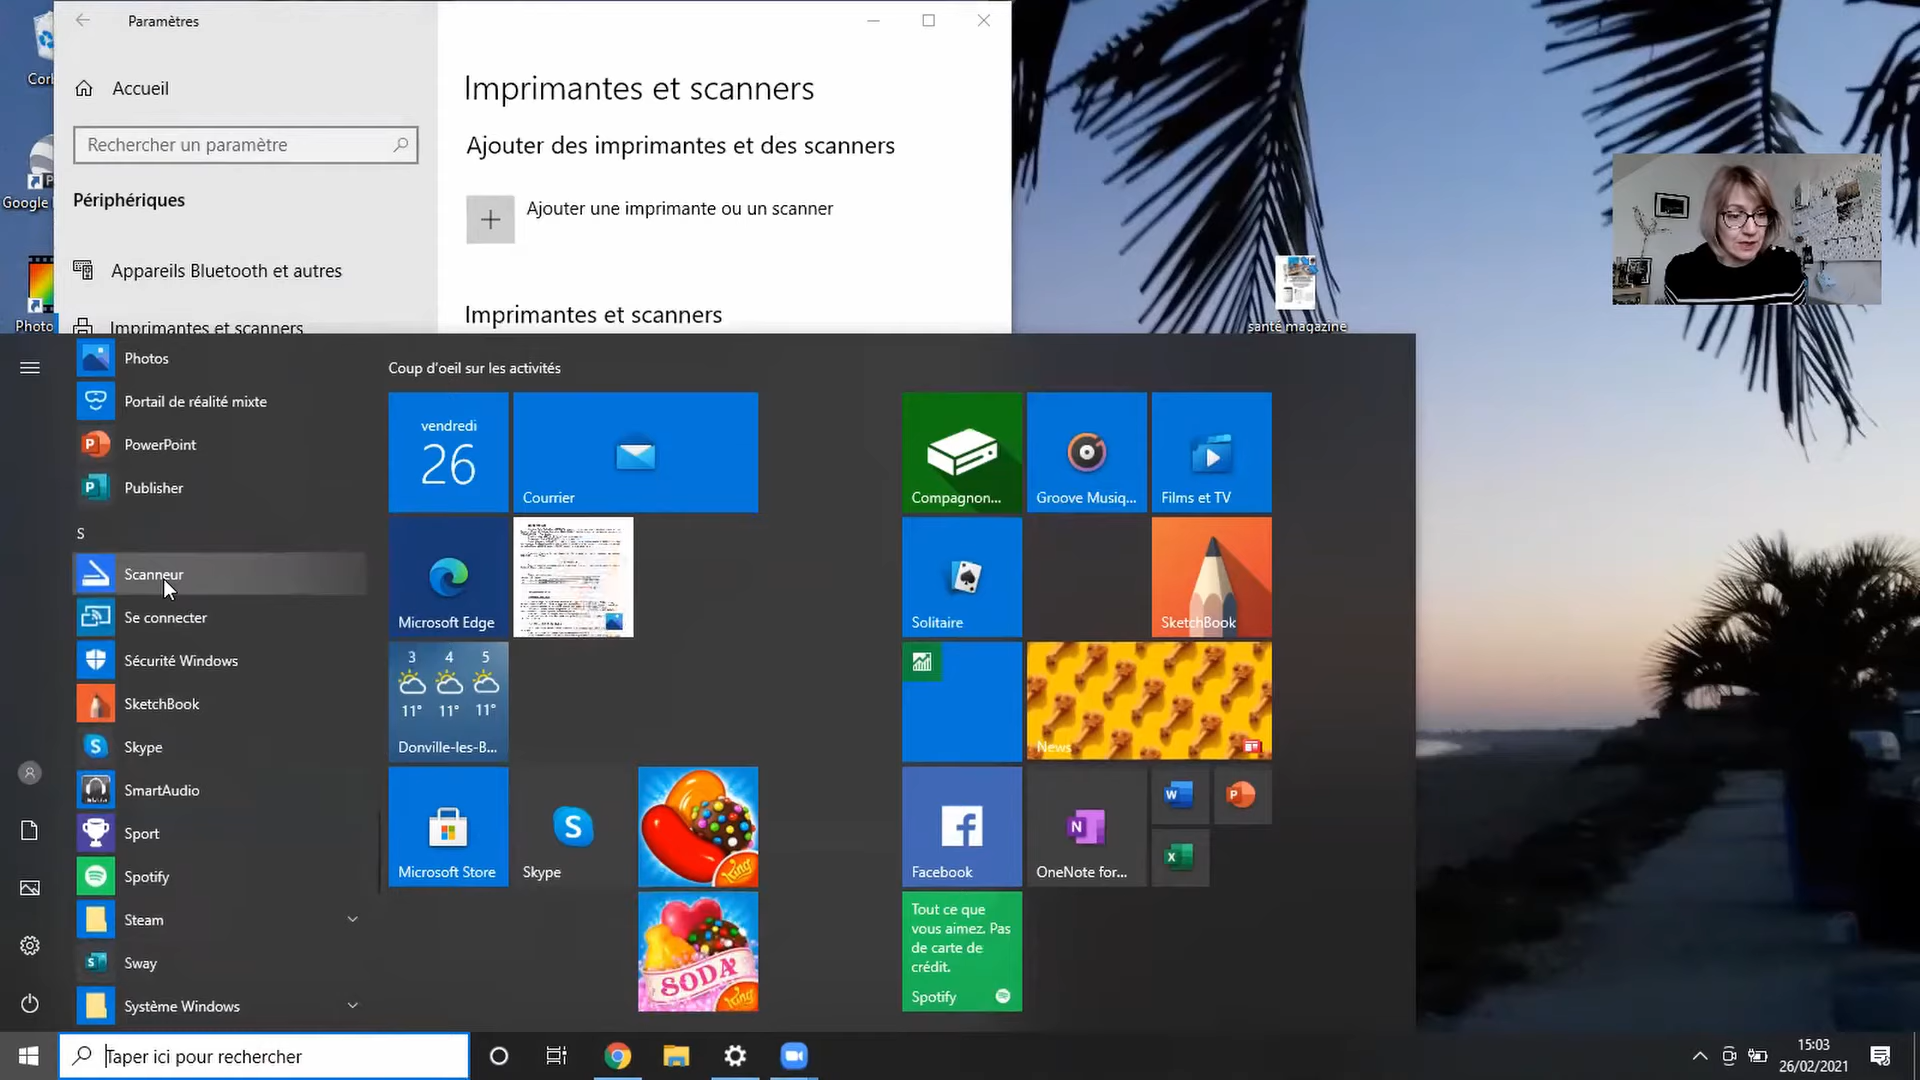 Paramètres
Accueil
Rechercher un paramètre
Périphériques
Appareils Bluetooth et autres
Imprimantes et scanners
Imprimantes et scanners
Ajouter des imprimantes et des scanners
Ajouter une imprimante ou un scanner
Imprimantes et scanners
Corb
Google
Photo
santé magazine
Photos
Portail de réalité mixte
PowerPoint
Publisher
S
Scanneur
Se connecter
Sécurité Windows
SketchBook
Skype
SmartAudio
Sport
Spotify
Steam
Sway
Système Windows
Coup d'oeil sur les activités
vendredi
26
Courrier
Microsoft Edge
3 4 5
11° 11° 11°
Donville-les-B...
Microsoft Store
Skype
King
SODA
King
Compagnon...
Groove Musiq...
Films et TV
Solitaire
SketchBook
News
Facebook
OneNote for...
Tout ce que
vous aimez. Pas
de carte de
crédit.
Spotify
Taper ici pour rechercher
15:03
26/02/2021